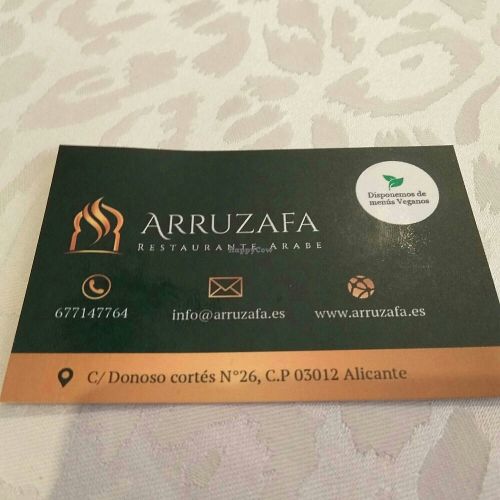 Disponemos de
menús Veganos
ARRUZAFA
RESTAURANTE ARABE
HappyCow
677147764
info@arruzafa.es
www.arruzafa.es
C/ Donoso cortés N°26, C.P 03012 Alicante